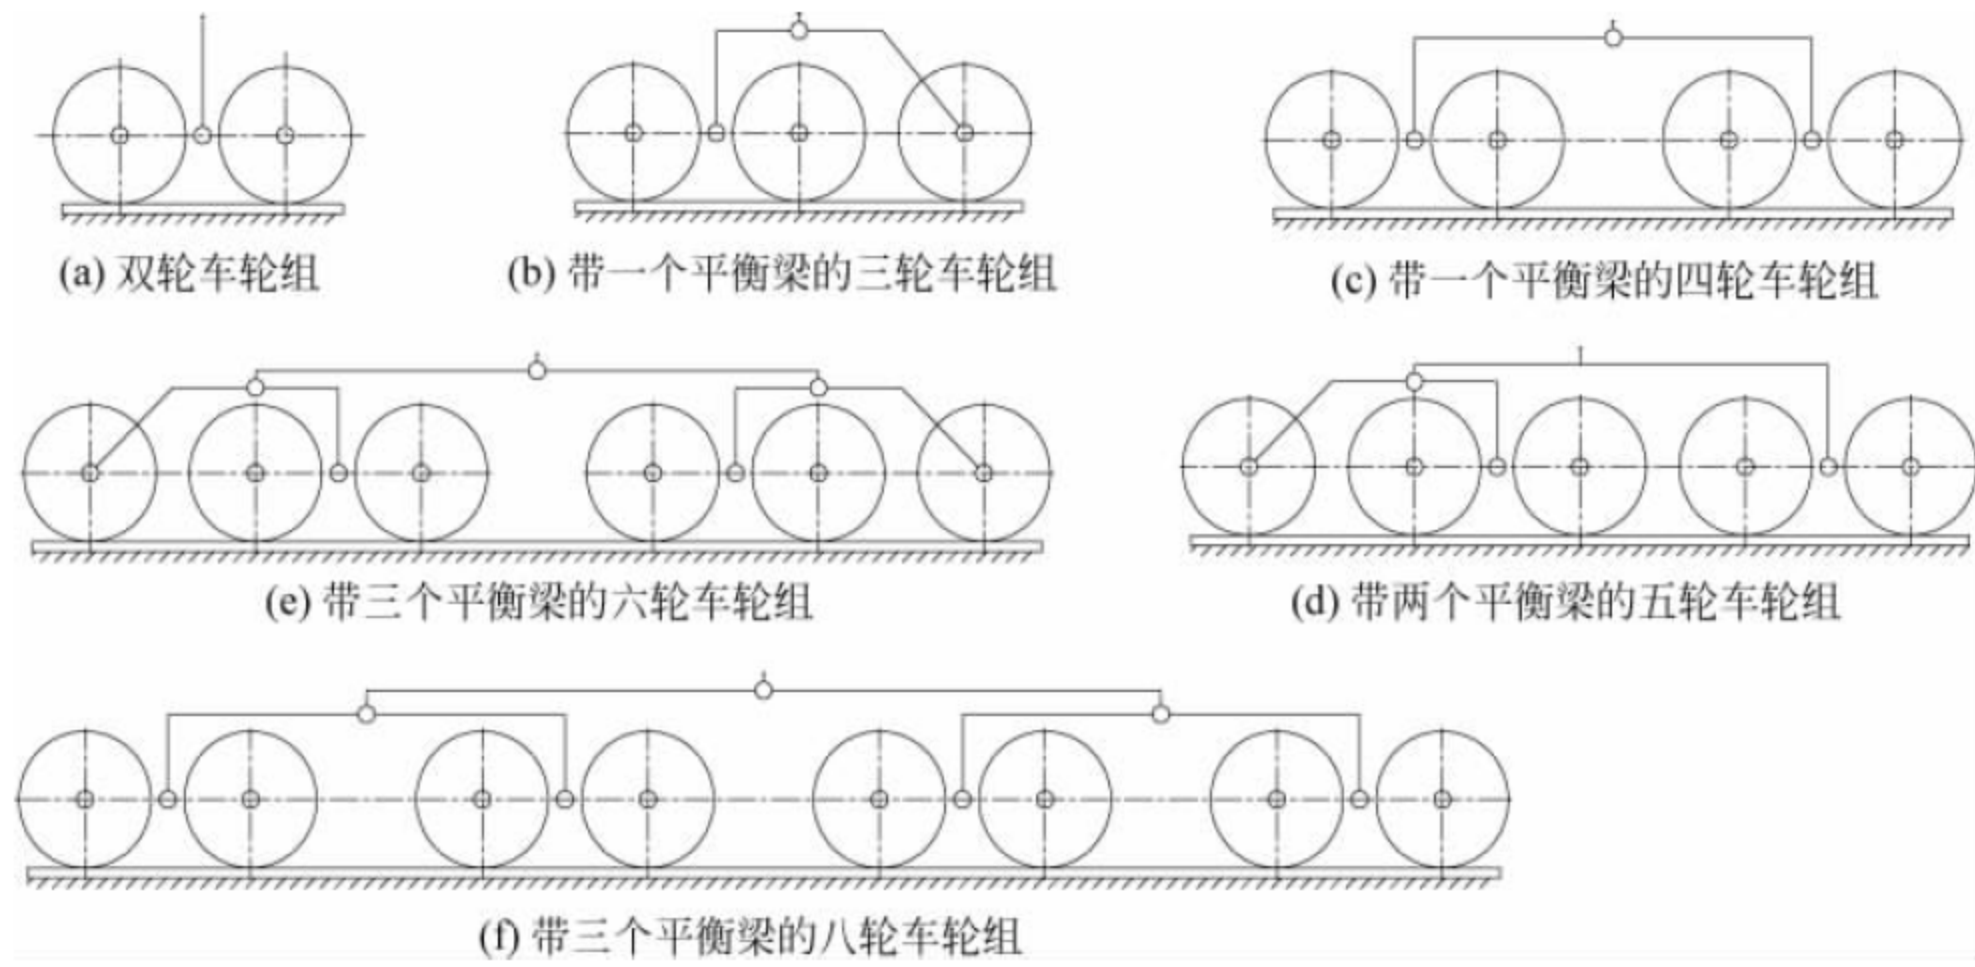 (a) 双轮车轮组
(b) 带一个平衡梁的三轮车轮组
(c) 带一个平衡梁的四轮车轮组
(e) 带三个平衡梁的六轮车轮组
(d) 带两个平衡梁的五轮车轮组
(f) 带三个平衡梁的八轮车轮组